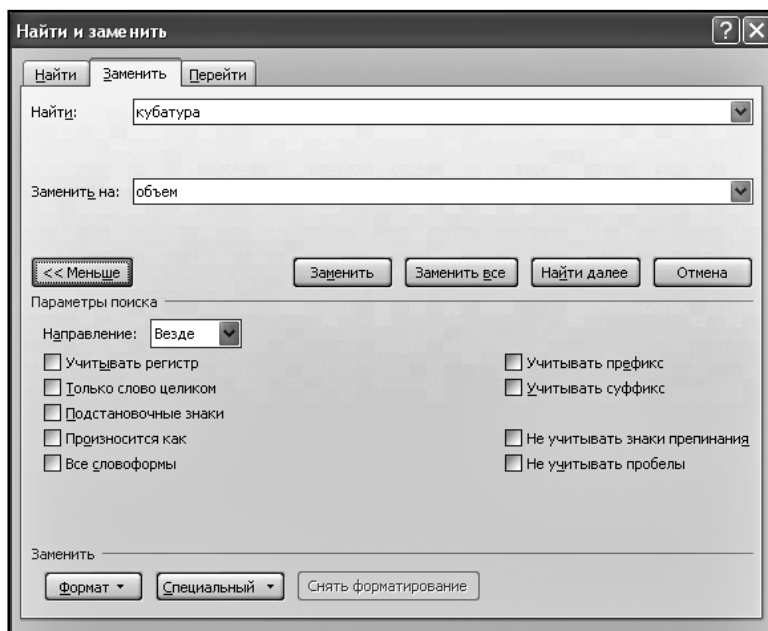 Найти и заменить
Найти Заменить Перейти
Найти: кубатура
Заменить на: объем
<< Меньше Заменить Заменить все Найти далее Отмена
Параметры поиска
Направление: Везде
Учитывать регистр Учитывать префикс
Только слово целиком Учитывать суффикс
Подстановочные знаки
Произносится как Не учитывать знаки препинания
Все словоформы Не учитывать пробелы
Заменить
Формат Специальный Снять форматирование